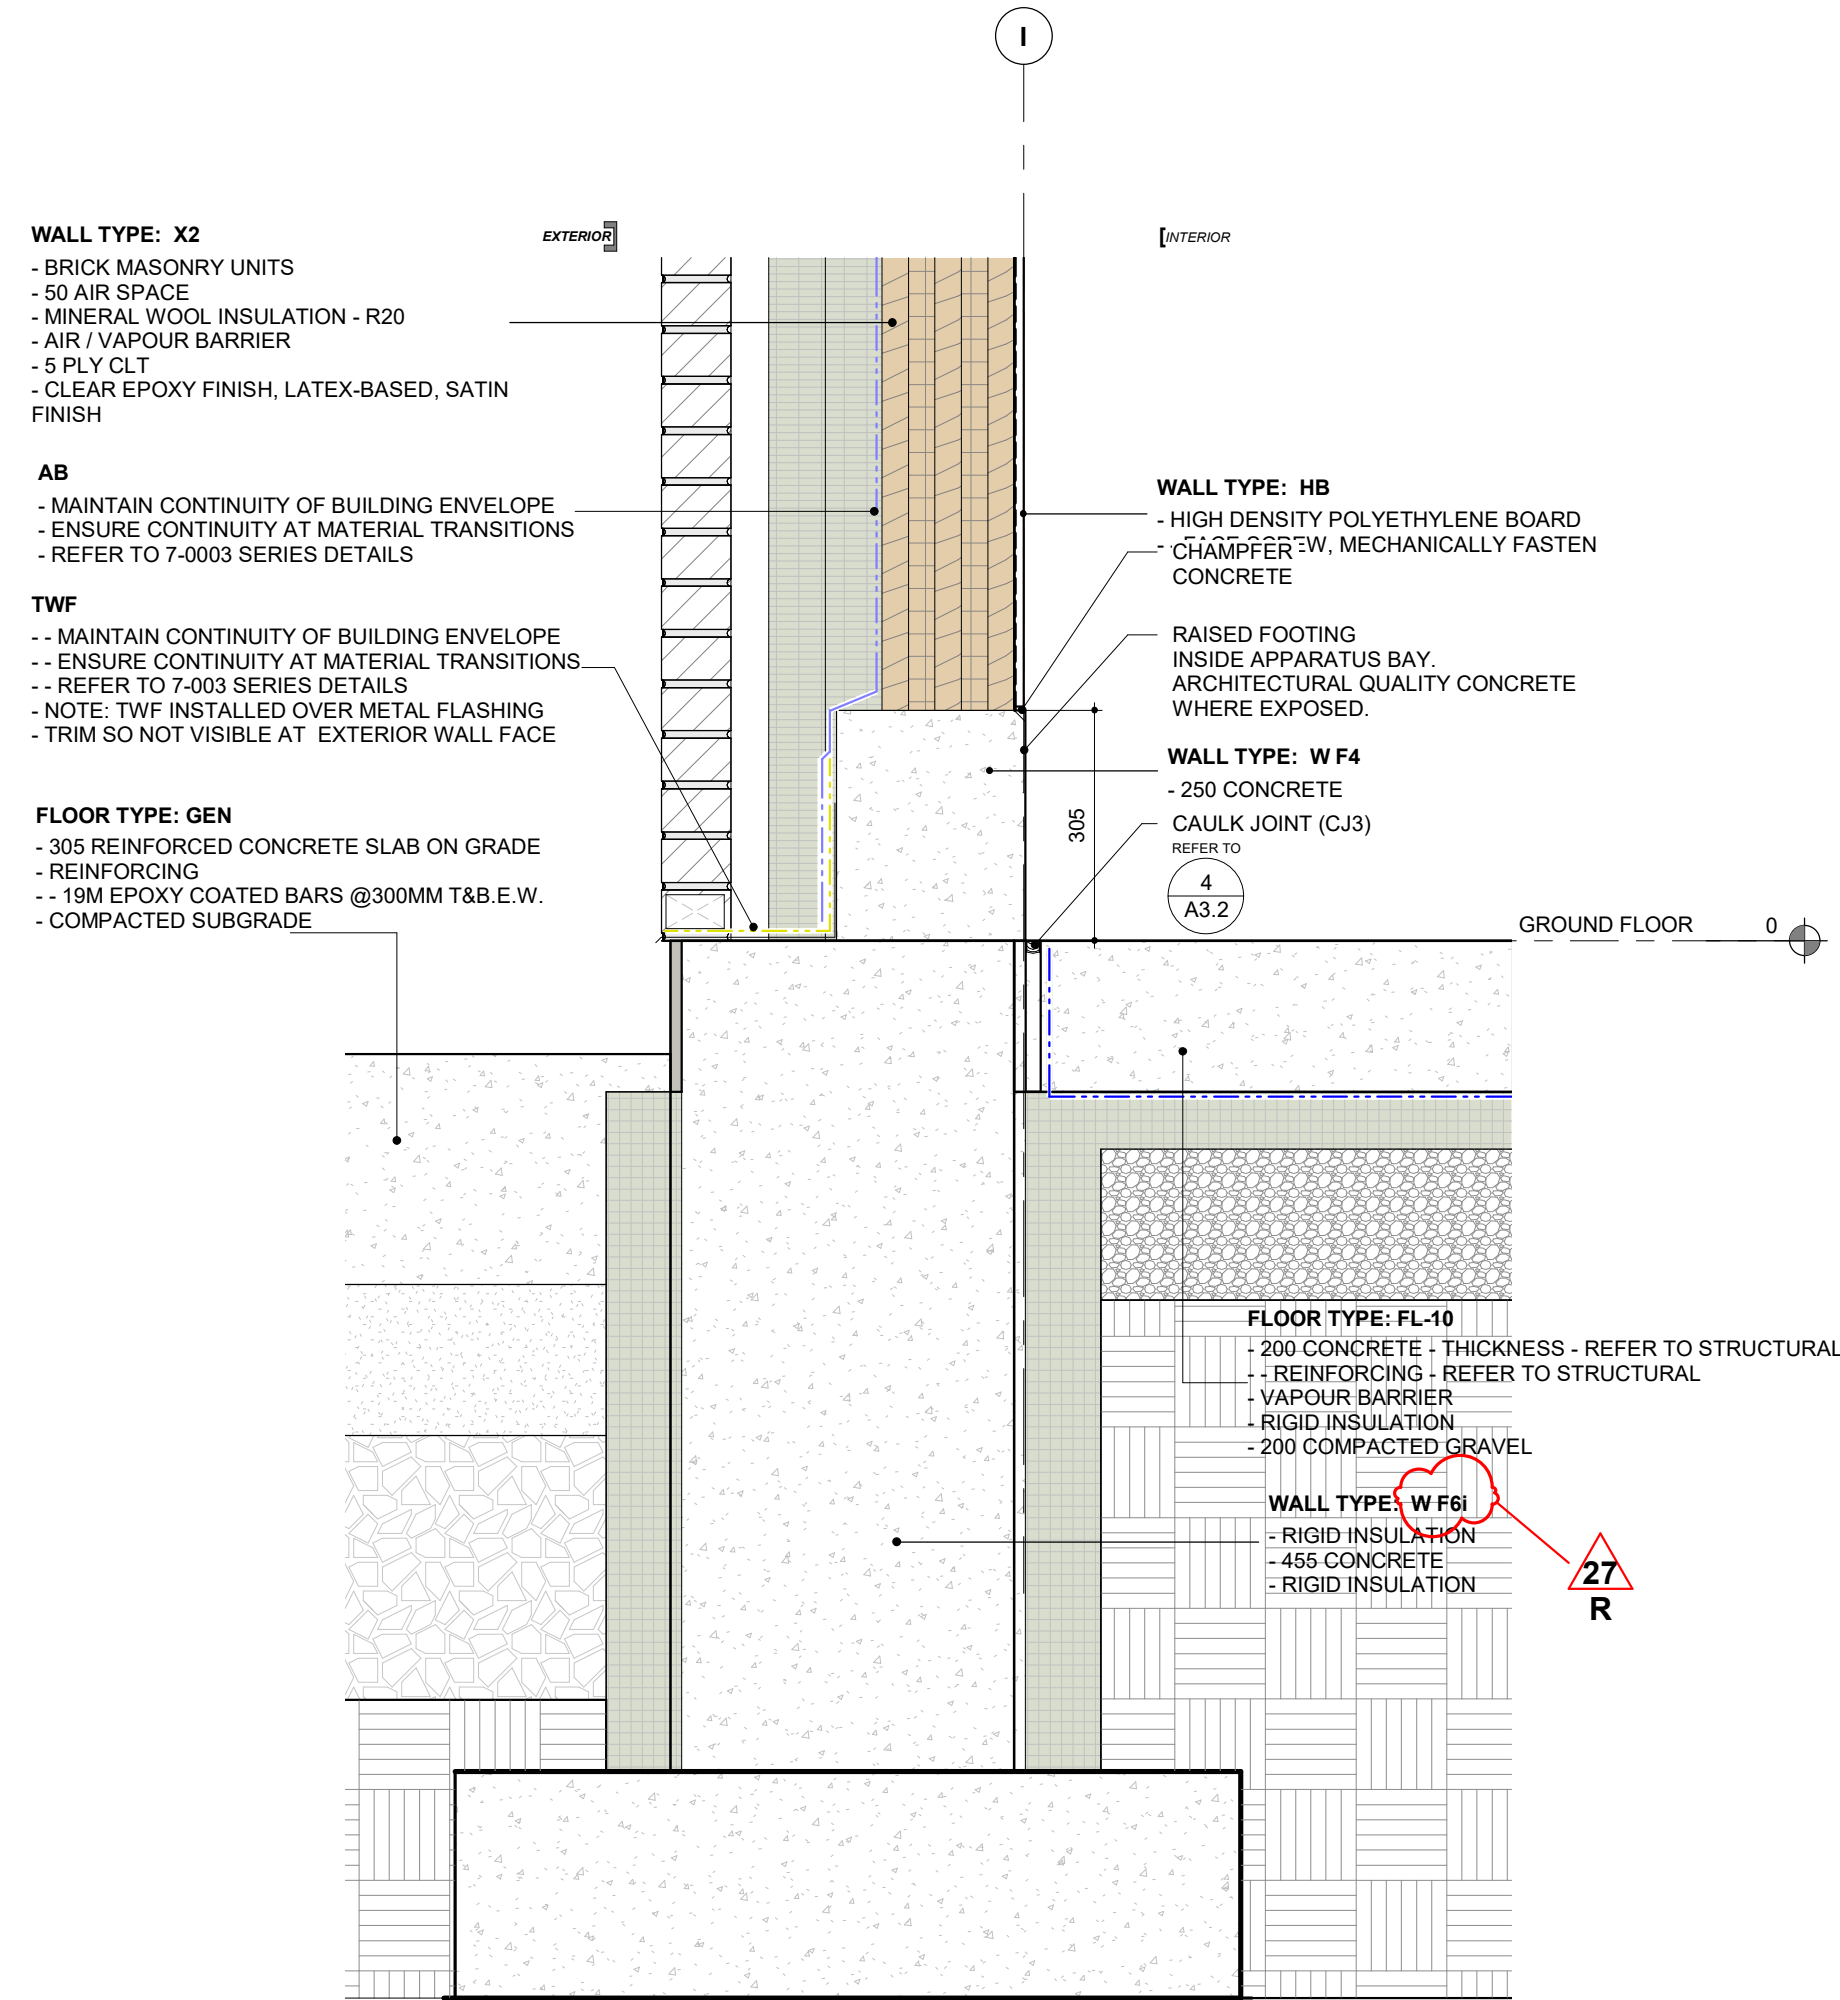 I
EXTERIOR
INTERIOR
WALL TYPE: X2
- BRICK MASONRY UNITS
- 50 AIR SPACE
- MINERAL WOOL INSULATION - R20
- AIR / VAPOUR BARRIER
- 5 PLY CLT
- CLEAR EPOXY FINISH, LATEX-BASED, SATIN
FINISH
AB
- MAINTAIN CONTINUITY OF BUILDING ENVELOPE
- ENSURE CONTINUITY AT MATERIAL TRANSITIONS
- REFER TO 7-0003 SERIES DETAILS
TWF
- - MAINTAIN CONTINUITY OF BUILDING ENVELOPE
- - ENSURE CONTINUITY AT MATERIAL TRANSITIONS
- - REFER TO 7-003 SERIES DETAILS
- NOTE: TWF INSTALLED OVER METAL FLASHING
- TRIM SO NOT VISIBLE AT EXTERIOR WALL FACE
FLOOR TYPE: GEN
- 305 REINFORCED CONCRETE SLAB ON GRADE
- REINFORCING
- - 19M EPOXY COATED BARS @300MM T&B.E.W.
- COMPACTED SUBGRADE
WALL TYPE: HB
- HIGH DENSITY POLYETHYLENE BOARD
- - FACE SCREW, MECHANICALLY FASTEN
CHAMPFER
CONCRETE
RAISED FOOTING
INSIDE APPARATUS BAY.
ARCHITECTURAL QUALITY CONCRETE
WHERE EXPOSED.
WALL TYPE: W F4
- 250 CONCRETE
305
CAULK JOINT (CJ3)
REFER TO
4
A3.2
GROUND FLOOR 0
FLOOR TYPE: FL-10
- 200 CONCRETE - THICKNESS - REFER TO STRUCTURAL
- - REINFORCING - REFER TO STRUCTURAL
- VAPOUR BARRIER
- RIGID INSULATION
- 200 COMPACTED GRAVEL
WALL TYPE: W F6i
- RIGID INSULATION
- 455 CONCRETE
- RIGID INSULATION
27
R